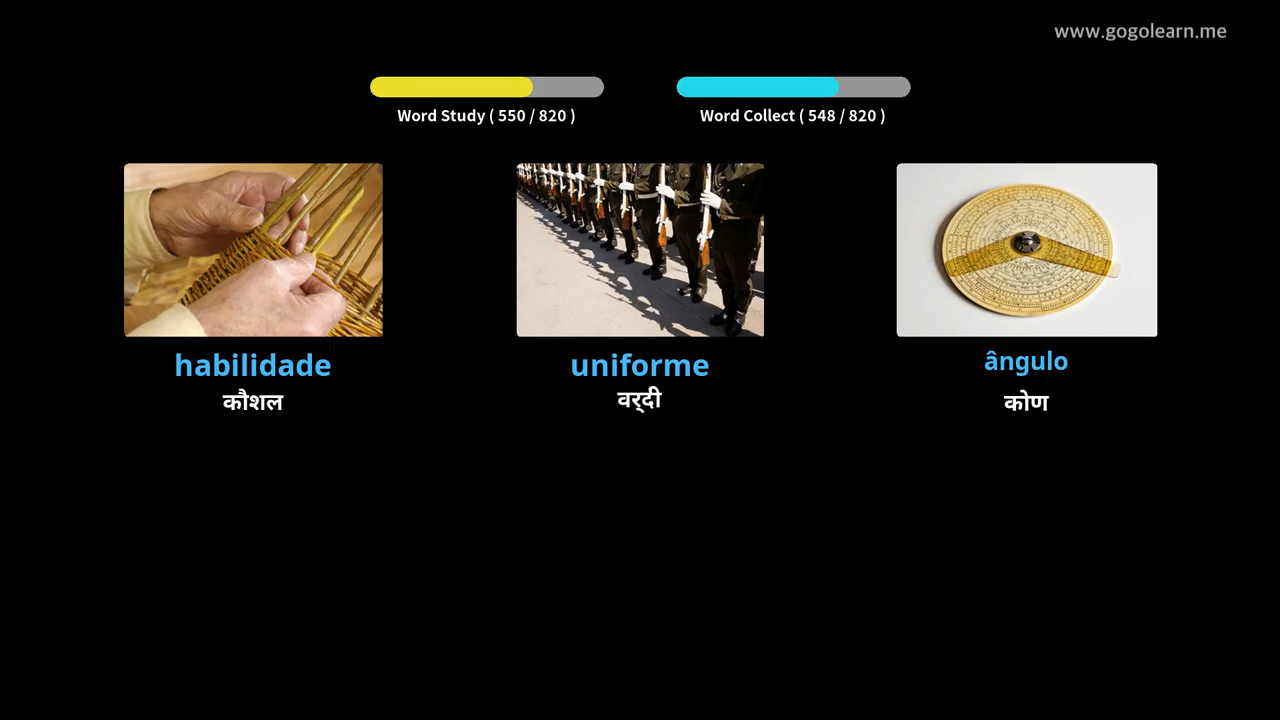 www.gogolearn.me
Word Study ( 550 / 820 )
Word Collect ( 548 / 820 )
habilidade
कौशल
uniforme
वर्दी
ângulo
कोण